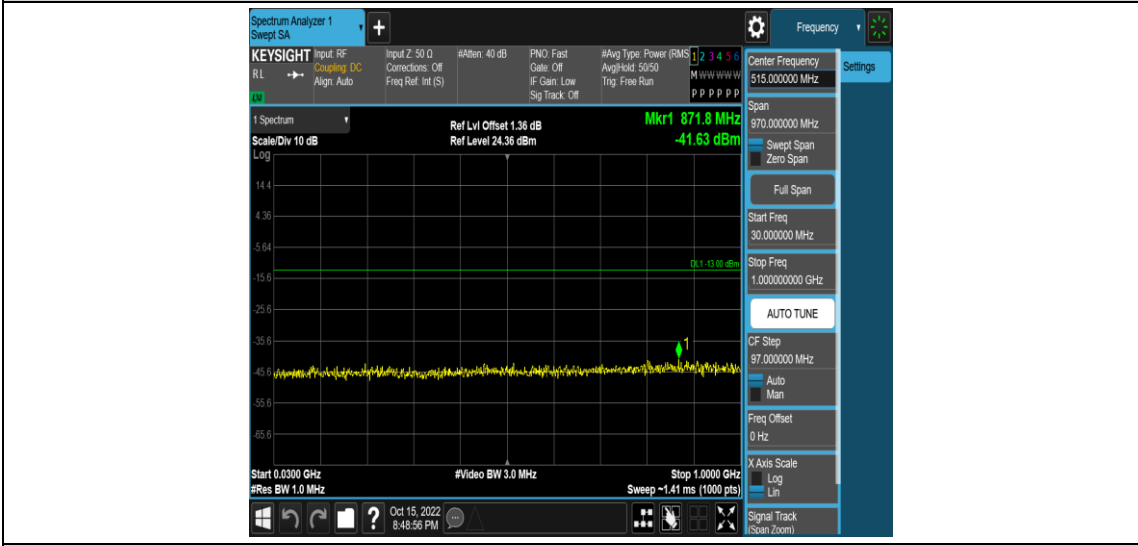 Spectrum Analyzer 1
Swept SA
+
Frequency
KEYSIGHT
RL
LXI
Input: RF
Coupling: DC
Align: Auto
Input Z: 50 Ω
Corrections: Off
Freq Ref: Int (S)
#Atten: 40 dB
PNO: Fast
Gate: Off
IF Gain: Low
Sig Track: Off
#Avg Type: Power (RMS
Avg|Hold: 50/50
Trig: Free Run
1 2 3 4 5 6
M W W W W W
P P P P P P
1 Spectrum
Scale/Div 10 dB
Ref Lvl Offset 1.36 dB
Ref Level 24.36 dBm
Mkr1 871.8 MHz
-41.63 dBm
Log
14.4
4.36
-5.64
-15.6
-25.6
-35.6
-45.6
-55.6
-65.6
DL1 -13.00 dBm
1
Start 0.0300 GHz
#Res BW 1.0 MHz
#Video BW 3.0 MHz
Stop 1.0000 GHz
Sweep ~1.41 ms (1000 pts)
?
Oct 15, 2022
8:48:56 PM
Center Frequency
515.000000 MHz
Span
970.000000 MHz
Swept Span
Zero Span
Full Span
Start Freq
30.000000 MHz
Stop Freq
1.000000000 GHz
AUTO TUNE
CF Step
97.000000 MHz
Auto
Man
Freq Offset
0 Hz
X Axis Scale
Log
Lin
Signal Track
(Span Zoom)
Settings